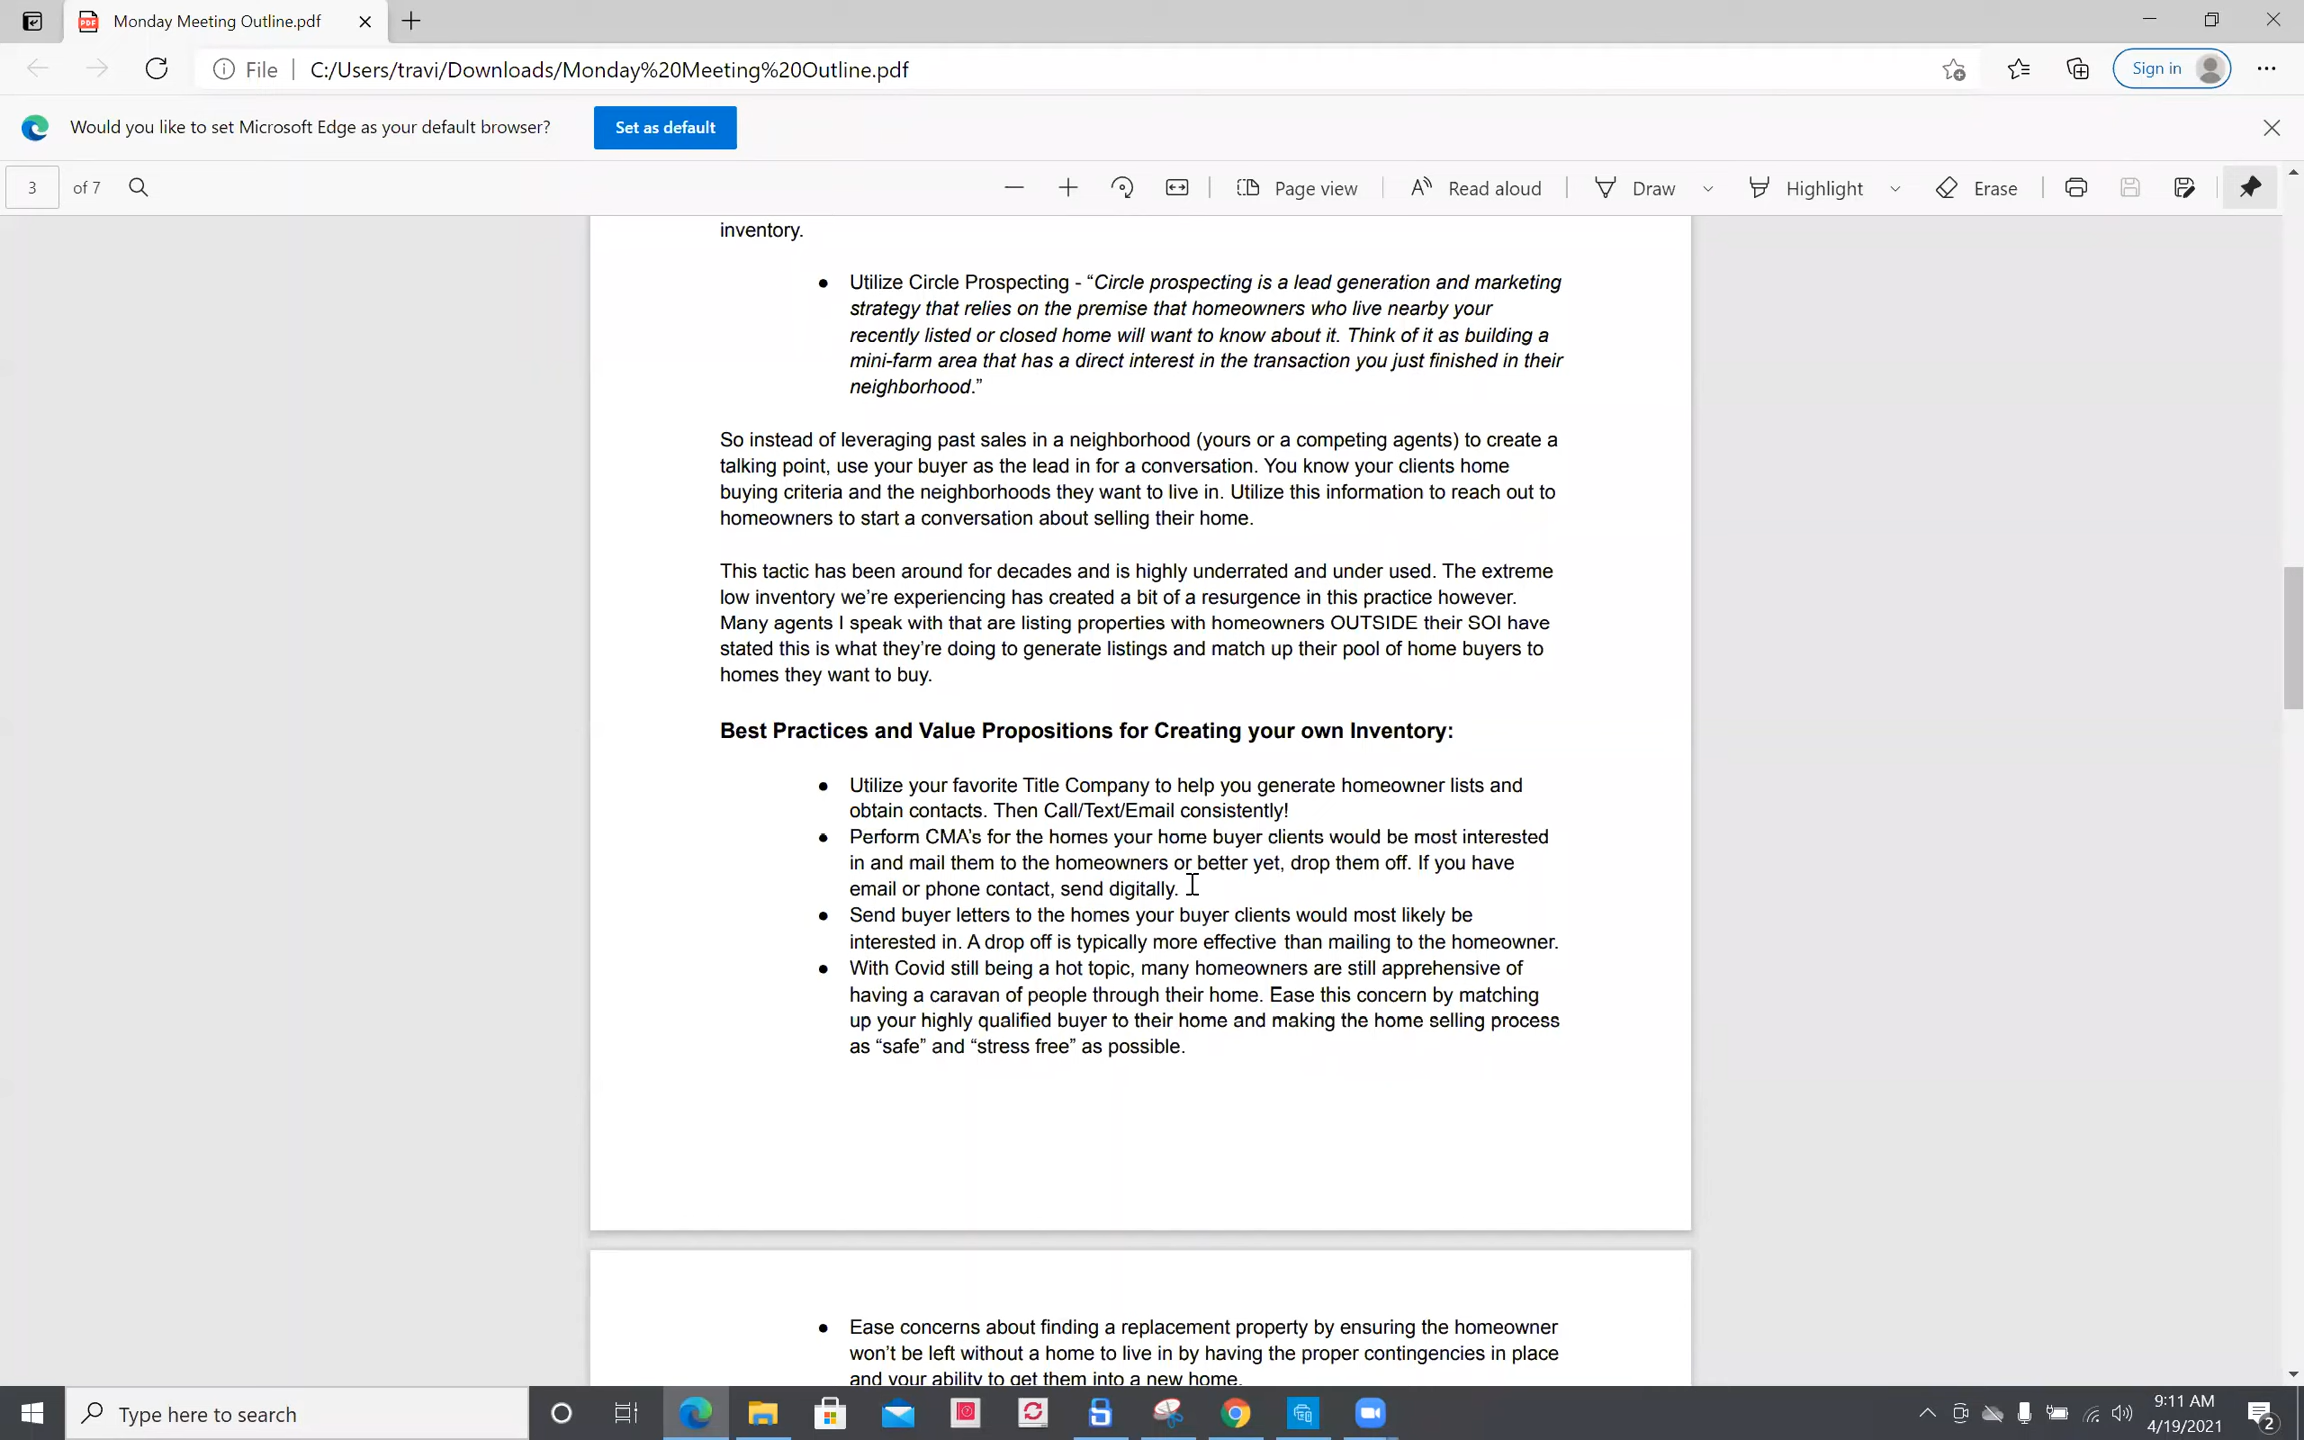 Monday Meeting Outline.pdf
File
C:/Users/travi/Downloads/Monday%20Meeting%20Outline.pdf
Sign in
Would you like to set Microsoft Edge as your default browser?
Set as default
3 of 7
Page view
Read aloud
Draw
Highlight
Erase
inventory.
● Utilize Circle Prospecting - “Circle prospecting is a lead generation and marketing
strategy that relies on the premise that homeowners who live nearby your
recently listed or closed home will want to know about it. Think of it as building a
mini-farm area that has a direct interest in the transaction you just finished in their
neighborhood.”
So instead of leveraging past sales in a neighborhood (yours or a competing agents) to create a
talking point, use your buyer as the lead in for a conversation. You know your clients home
buying criteria and the neighborhoods they want to live in. Utilize this information to reach out to
homeowners to start a conversation about selling their home.
This tactic has been around for decades and is highly underrated and under used. The extreme
low inventory we’re experiencing has created a bit of a resurgence in this practice however.
Many agents I speak with that are listing properties with homeowners OUTSIDE their SOI have
stated this is what they’re doing to generate listings and match up their pool of home buyers to
homes they want to buy.
Best Practices and Value Propositions for Creating your own Inventory:
● Utilize your favorite Title Company to help you generate homeowner lists and
obtain contacts. Then Call/Text/Email consistently!
● Perform CMA’s for the homes your home buyer clients would be most interested
in and mail them to the homeowners or better yet, drop them off. If you have
email or phone contact, send digitally.
● Send buyer letters to the homes your buyer clients would most likely be
interested in. A drop off is typically more effective than mailing to the homeowner.
● With Covid still being a hot topic, many homeowners are still apprehensive of
having a caravan of people through their home. Ease this concern by matching
up your highly qualified buyer to their home and making the home selling process
as “safe” and “stress free” as possible.
● Ease concerns about finding a replacement property by ensuring the homeowner
won’t be left without a home to live in by having the proper contingencies in place
and your ability to get them into a new home.
Type here to search
9:11 AM
4/19/2021
2